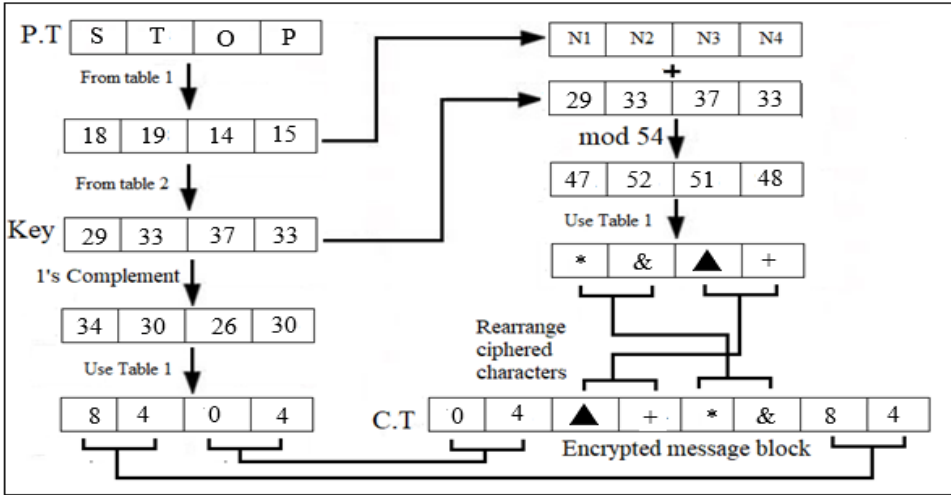 P.T S T O P
From table 1
18 19 14 15
From table 2
Key 29 33 37 33
1's Complement
34 30 26 30
Use Table 1
8 4 0 4
N1 N2 N3 N4
+
29 33 37 33
mod 54
47 52 51 48
Use Table 1
* & ▲ +
Rearrange
ciphered
characters
C.T 0 4 ▲ + * & 8 4
Encrypted message block